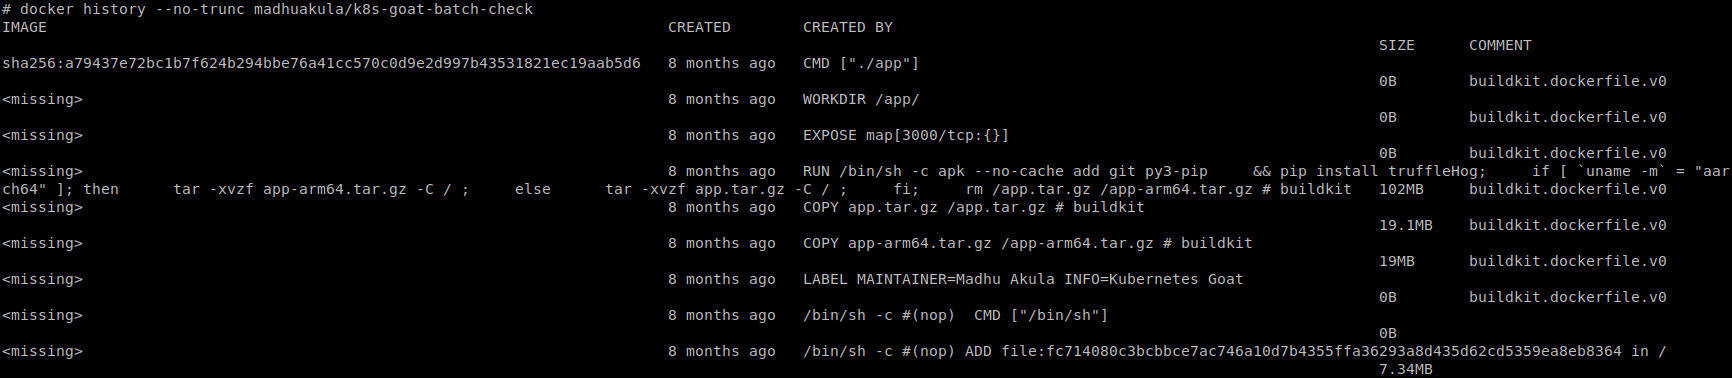 # docker history --no-trunc madhuakula/k8s-goat-batch-check
IMAGE CREATED CREATED BY
SIZE COMMENT
sha256:a79437e72bc1b7f624b294bbe76a41cc570c0d9e2d997b43531821ec19aab5d6 8 months ago CMD ["./app"]
0B buildkit.dockerfile.v0
<missing> 8 months ago WORKDIR /app/
0B buildkit.dockerfile.v0
<missing> 8 months ago EXPOSE map[3000/tcp:{}]
0B buildkit.dockerfile.v0
<missing> 8 months ago RUN /bin/sh -c apk --no-cache add git py3-pip && pip install truffleHog; if [ `uname -m` = "aar
ch64" ]; then tar -xvzf app-arm64.tar.gz -C / ; else tar -xvzf app.tar.gz -C / ; fi; rm /app.tar.gz /app-arm64.tar.gz # buildkit 102MB buildkit.dockerfile.v0
<missing> 8 months ago COPY app.tar.gz /app.tar.gz # buildkit
19.1MB buildkit.dockerfile.v0
<missing> 8 months ago COPY app-arm64.tar.gz /app-arm64.tar.gz # buildkit
19MB buildkit.dockerfile.v0
<missing> 8 months ago LABEL MAINTAINER=Madhu Akula INFO=Kubernetes Goat
0B buildkit.dockerfile.v0
<missing> 8 months ago /bin/sh -c #(nop) CMD ["/bin/sh"]
0B
<missing> 8 months ago /bin/sh -c #(nop) ADD file:fc714080c3bcbbce7ac746a10d7b4355ffa36293a8d435d62cd5359ea8eb8364 in /
7.34MB